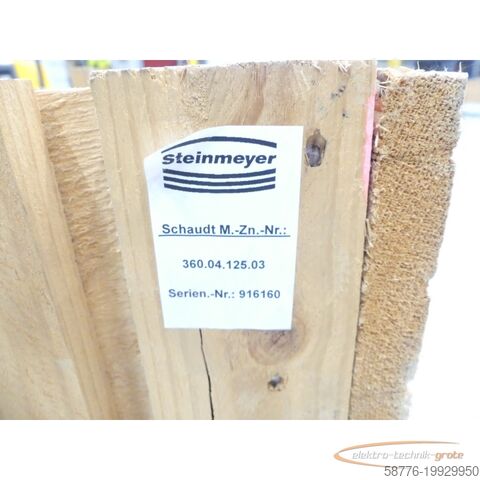 steinmeyer
Schaudt M.-Zn.-Nr.:
360.04.125.03
Serien.-Nr.: 916160
elektro-technik-grote
58776-19929950